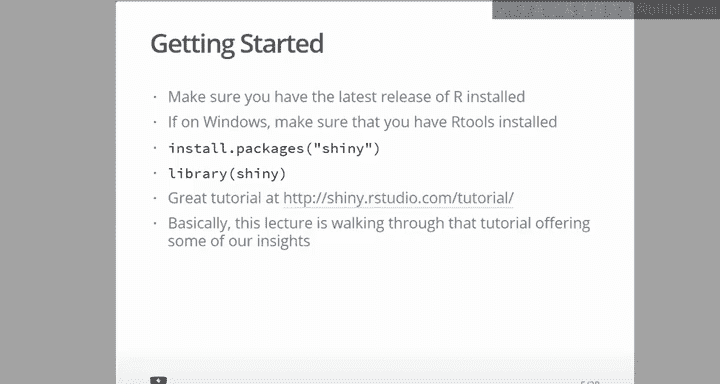 Getting Started
· Make sure you have the latest release of R installed
· If on Windows, make sure that you have Rtools installed
· install.packages("shiny")
· library(shiny)
· Great tutorial at http://shiny.rstudio.com/tutorial/
· Basically, this lecture is walking through that tutorial offering
some of our insights